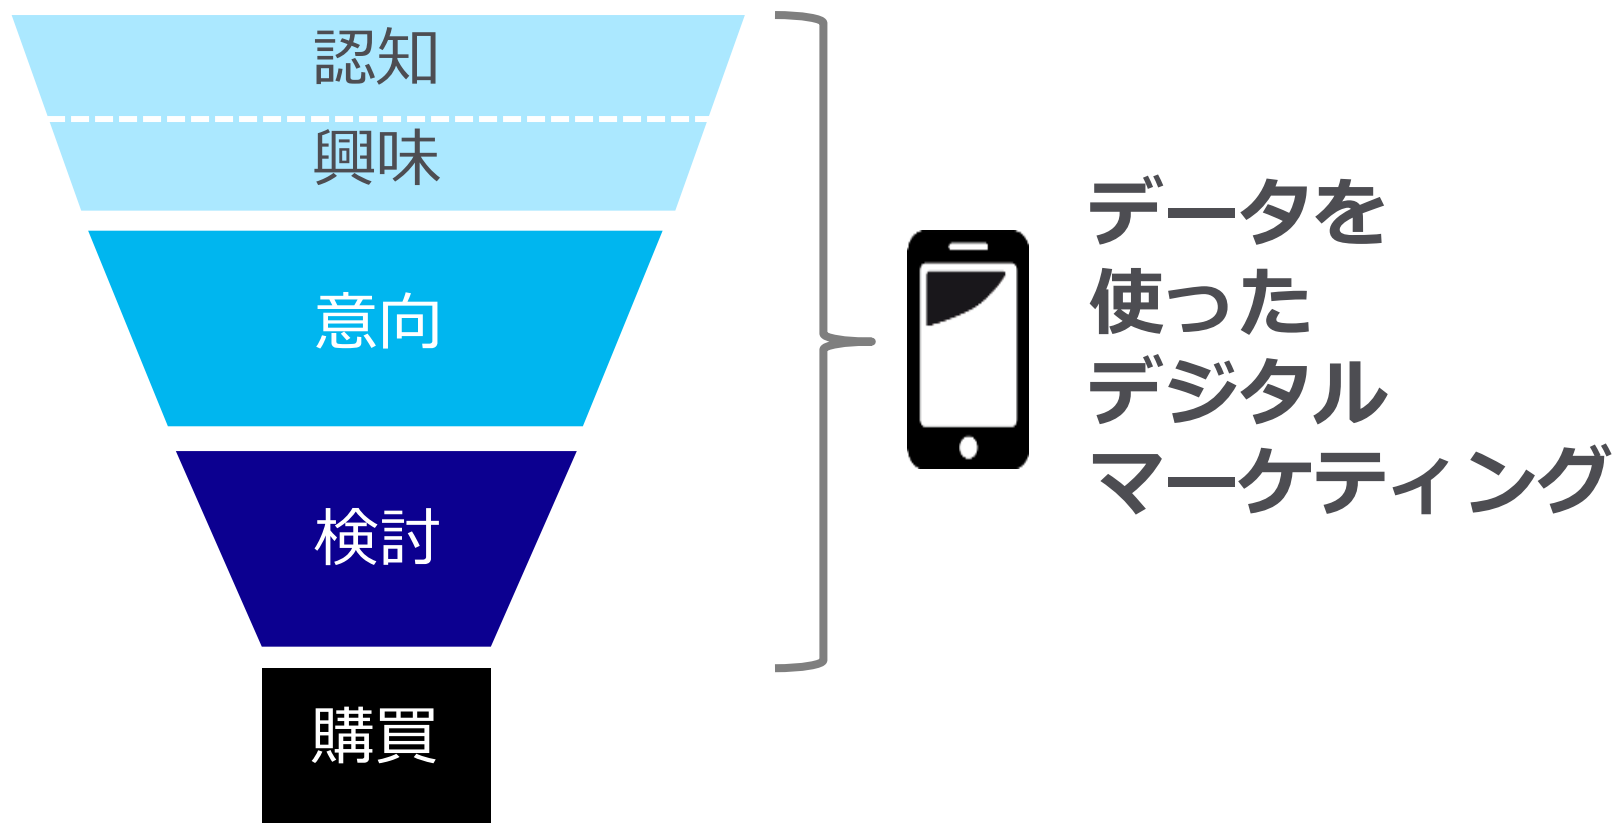 認知
興味
意向
検討
購買
データを
使った
デジタル
マーケティング